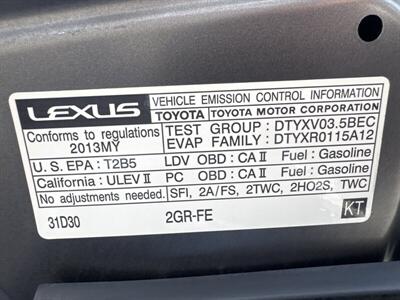 LEXUS
VEHICLE EMISSION CONTROL INFORMATION
TOYOTA TOYOTA MOTOR CORPORATION
Conforms to regulations
2013MY
TEST GROUP : DTYXV03.5BEC
EVAP FAMILY : DTYXR0115A12
U.S. EPA : T2B5 LDV OBD : CA II Fuel : Gasoline
California : ULEV II PC OBD : CA II Fuel : Gasoline
No adjustments needed. SFI, 2A/FS, 2TWC, 2HO2S, TWC
31D30 2GR-FE KT